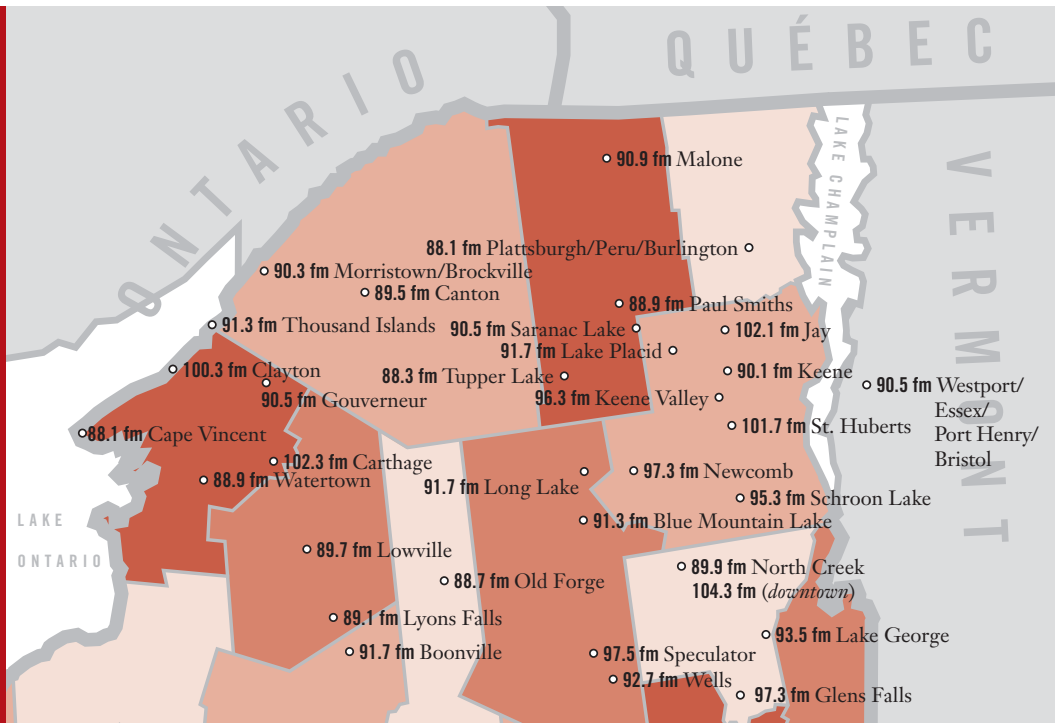 ONTARIO
QUÉBEC
VERMONT
LAKE CHAMPLAIN
LAKE
ONTARIO
90.9 fm Malone
88.1 fm Plattsburgh/Peru/Burlington
90.3 fm Morristown/Brockville
89.5 fm Canton
88.9 fm Paul Smiths
91.3 fm Thousand Islands
90.5 fm Saranac Lake
102.1 fm Jay
91.7 fm Lake Placid
100.3 fm Clayton
88.3 fm Tupper Lake
90.1 fm Keene
90.5 fm Gouverneur
96.3 fm Keene Valley
90.5 fm Westport/
Essex/
Port Henry/
Bristol
88.1 fm Cape Vincent
101.7 fm St. Huberts
102.3 fm Carthage
88.9 fm Watertown
91.7 fm Long Lake
97.3 fm Newcomb
95.3 fm Schroon Lake
91.3 fm Blue Mountain Lake
89.7 fm Lowville
88.7 fm Old Forge
89.9 fm North Creek
104.3 fm (downtown)
89.1 fm Lyons Falls
93.5 fm Lake George
91.7 fm Boonville
97.5 fm Speculator
92.7 fm Wells
97.3 fm Glens Falls